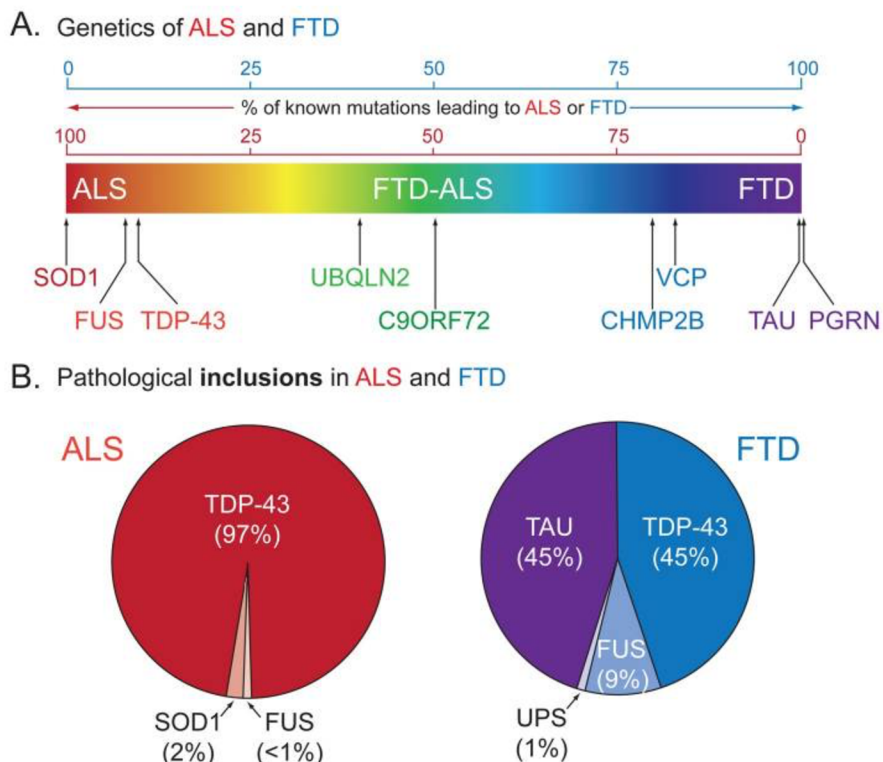 A. Genetics of ALS and FTD
0 25 50 75 100
% of known mutations leading to ALS or FTD
100 25 50 75 0
ALS FTD-ALS FTD
SOD1 UBQLN2 VCP
FUS TDP-43 C9ORF72 CHMP2B TAU PGRN
B. Pathological inclusions in ALS and FTD
ALS
TDP-43
(97%)
SOD1
(2%)
FUS
(<1%)
FTD
TAU
(45%)
TDP-43
(45%)
FUS
(9%)
UPS
(1%)